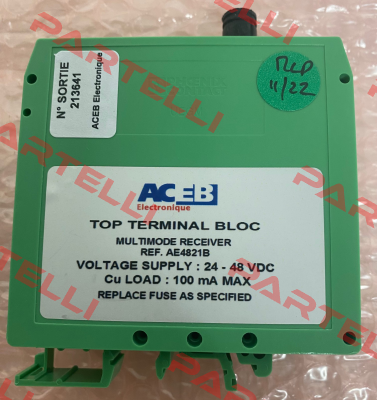 N° SORTIE
213641
ACEB Electronique
11/22
ACEB
Electronique
TOP TERMINAL BLOC
MULTIMODE RECEIVER
REF. AE4821B
VOLTAGE SUPPLY : 24 - 48 VDC
Cu LOAD : 100 mA MAX
REPLACE FUSE AS SPECIFIED
PARTELLI
PARTELLI
PARTELLI